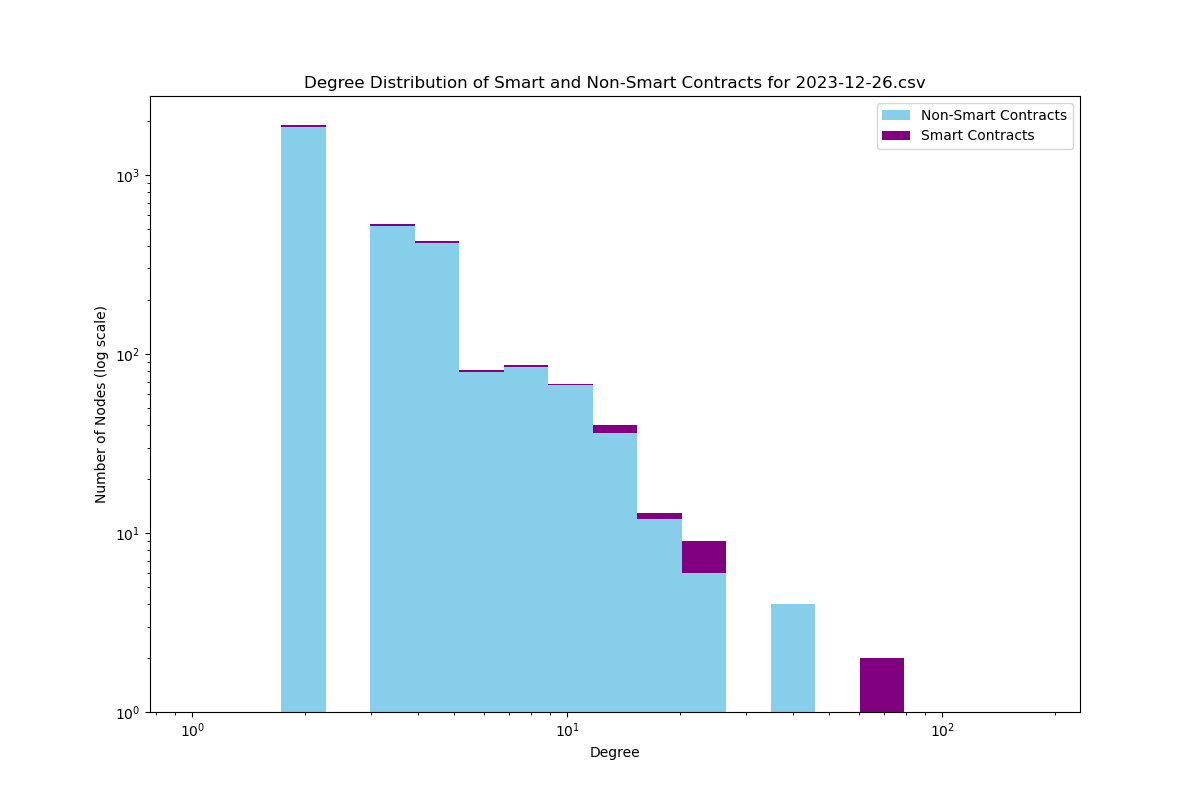 Degree Distribution of Smart and Non-Smart Contracts for 2023-12-26.csv
Non-Smart Contracts
Smart Contracts
Number of Nodes (log scale)
10³
10²
10¹
10⁰
10⁰ 10¹ 10²
Degree